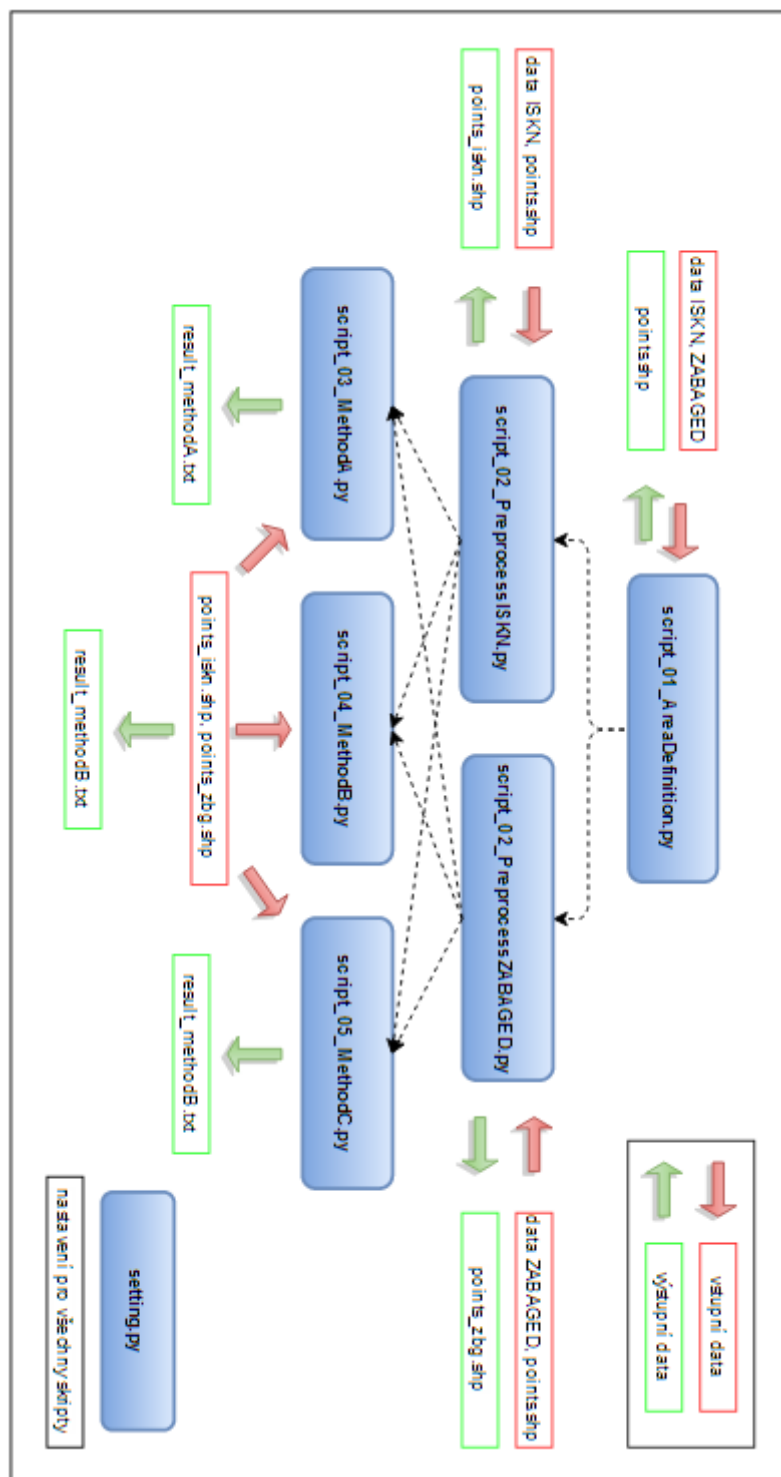 data ISKN, ZABAGED
points.shp
script_01_AreaDefinition.py
vstupní data
výstupní data
data ISKN, points.shp
points_iskn.shp
script_02_PreprocessISKN.py
script_02_PreprocessZABAGED.py
data ZABAGED, points.shp
points_zbg.shp
script_03_MethodA.py
script_04_MethodB.py
script_05_MethodC.py
result_methodA.txt
points_iskn.shp, points_zbg.shp
result_methodB.txt
result_methodB.txt
setting.py
nastavení pro všechny skripty